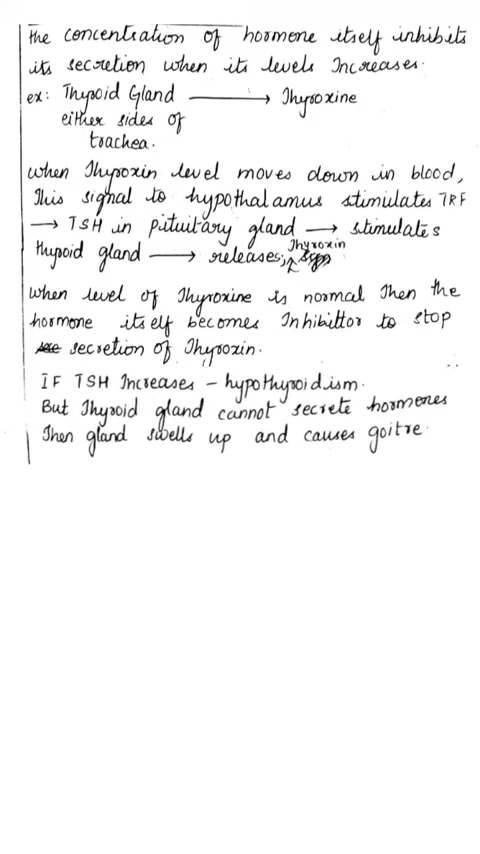 The concentration of hormone itself inhibits
its secretion when its levels Increases.
ex: Thyroid Gland ⟶ Thyroxine
either sides of
trachea.
When Thyroxin level moves down in blood,
This signal to hypothalamus stimulates TRF
⟶ TSH in pituitary gland ⟶ stimulates
thyroid gland ⟶ releases Thyroxin
When level of Thyroxine is normal Then the
hormone itself becomes Inhibittor to stop
secretion of Thyroxin.
IF TSH Increases - hypothyroidism.
But Thyroid gland cannot secrete hormones
Then gland swells up and causes goitre.